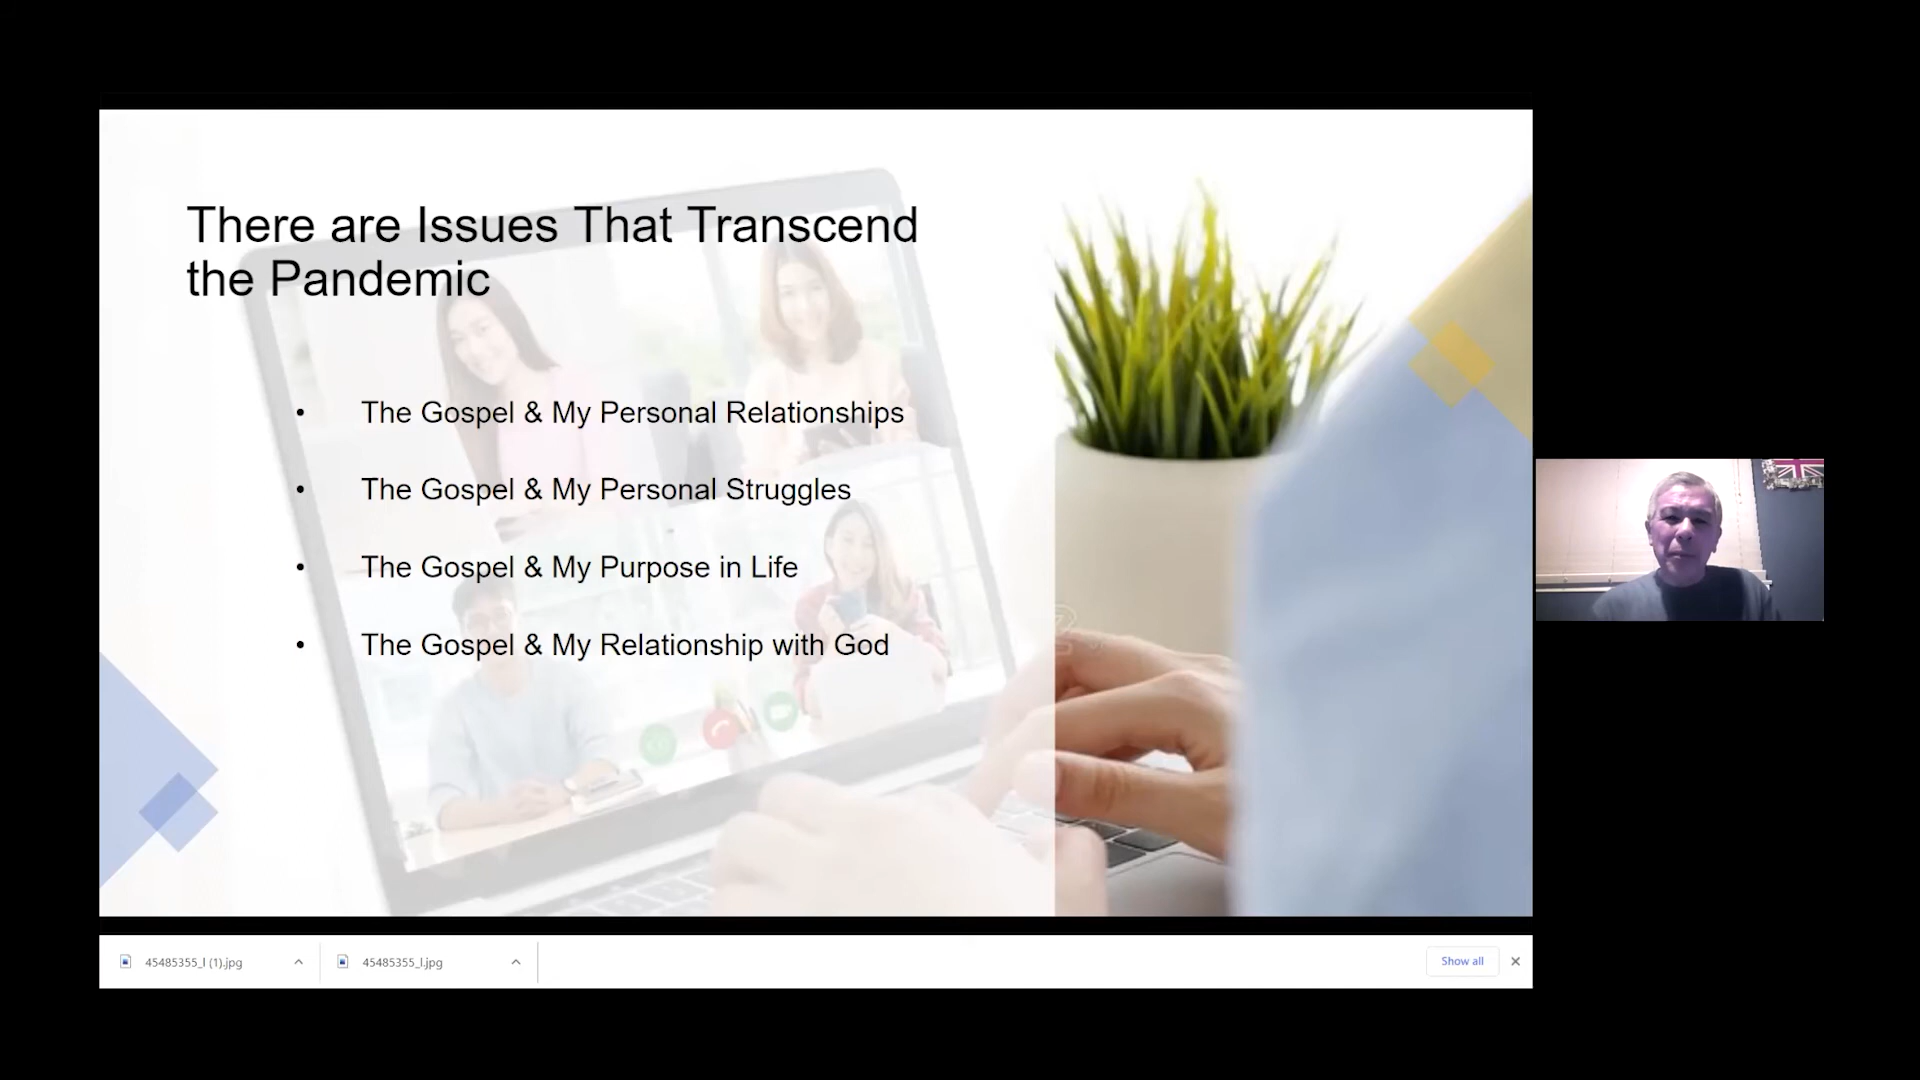 There are Issues That Transcend
the Pandemic
• The Gospel & My Personal Relationships
• The Gospel & My Personal Struggles
• The Gospel & My Purpose in Life
• The Gospel & My Relationship with God
45485355_l (1).jpg
45485355_l.jpg
Show all